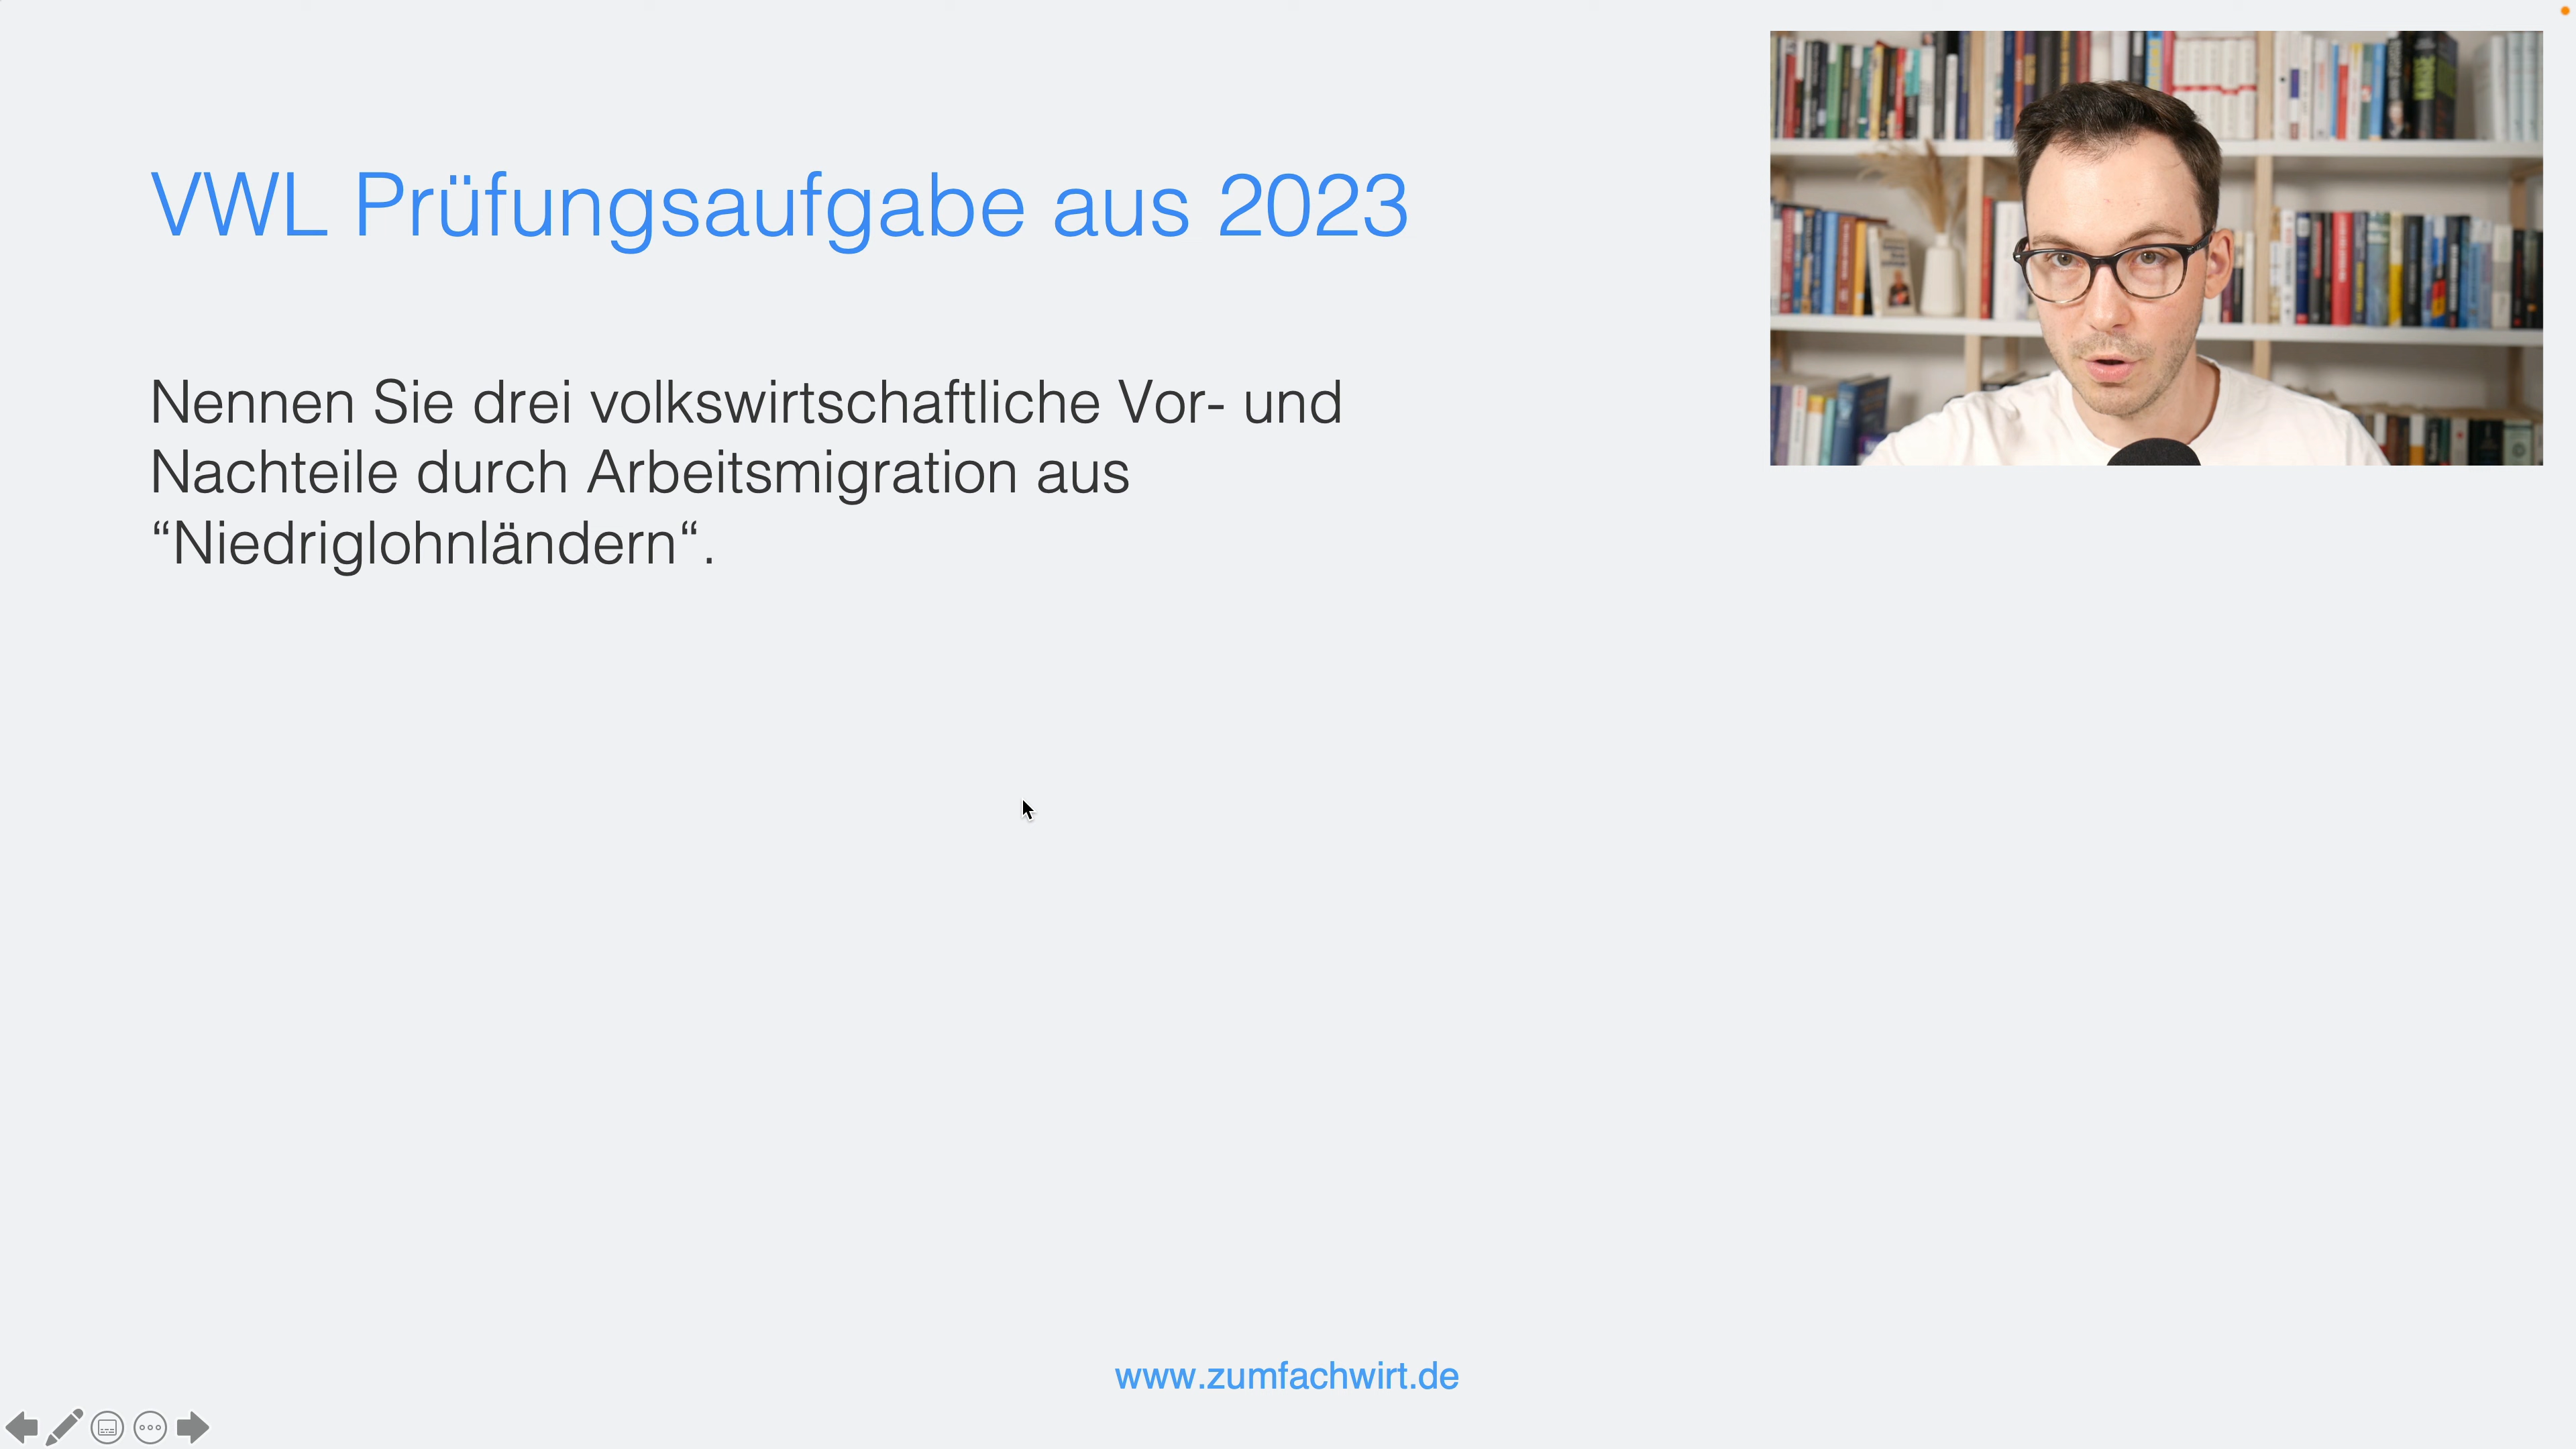 VWL Prüfungsaufgabe aus 2023
Nennen Sie drei volkswirtschaftliche Vor- und
Nachteile durch Arbeitsmigration aus
“Niedriglohnländern“.
www.zumfachwirt.de